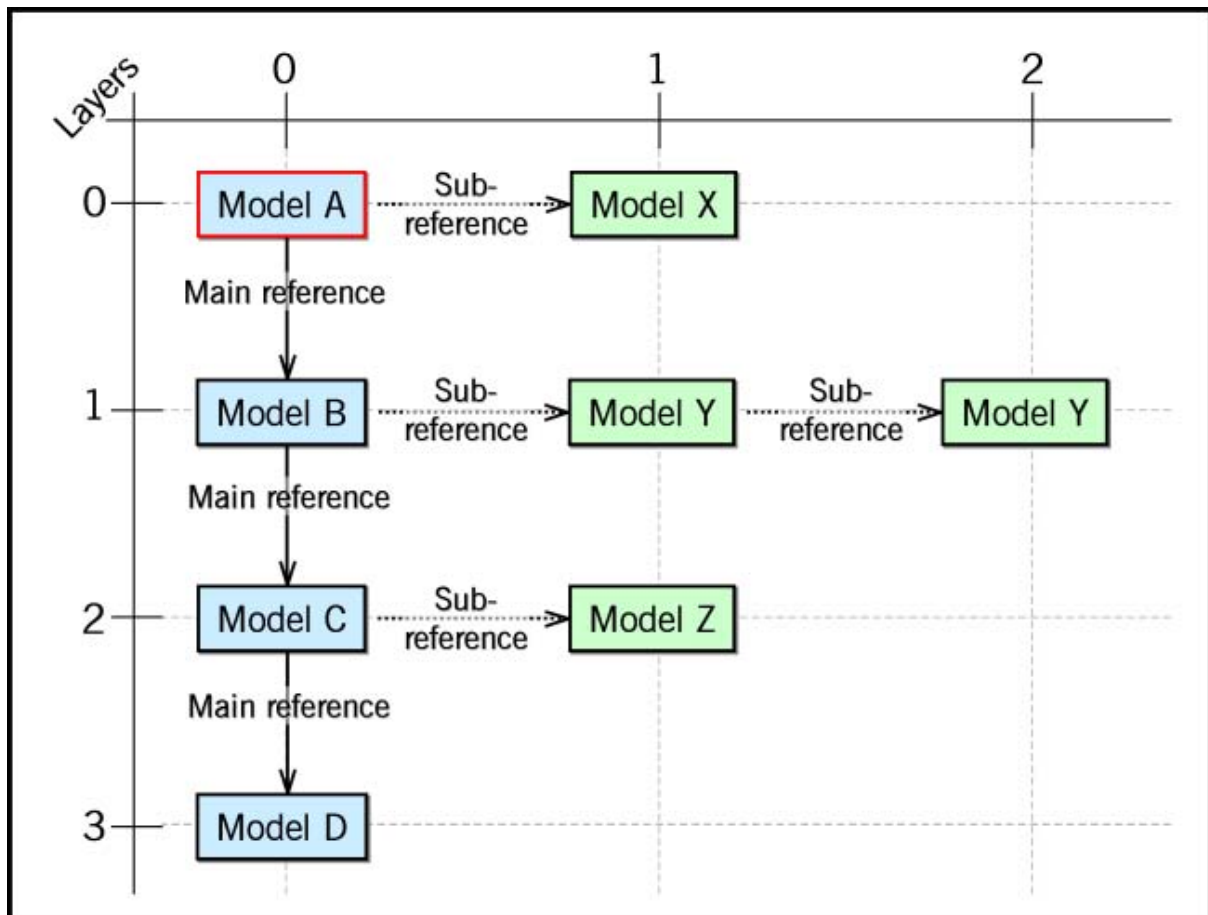 Layers
0
1
2
0
Model A
Sub-
reference
Model X
Main reference
1
Model B
Sub-
reference
Model Y
Sub-
reference
Model Y
Main reference
2
Model C
Sub-
reference
Model Z
Main reference
3
Model D